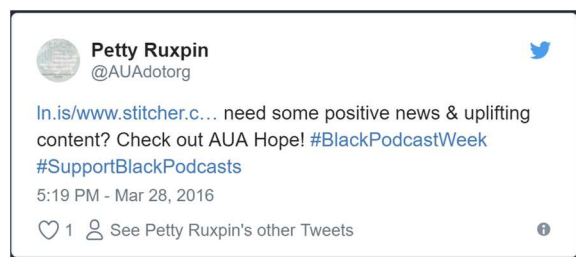 Petty Ruxpin
@AUAdotorg
ln.is/www.stitcher.c… need some positive news & uplifting
content? Check out AUA Hope! #BlackPodcastWeek
#SupportBlackPodcasts
5:19 PM - Mar 28, 2016
1 See Petty Ruxpin's other Tweets